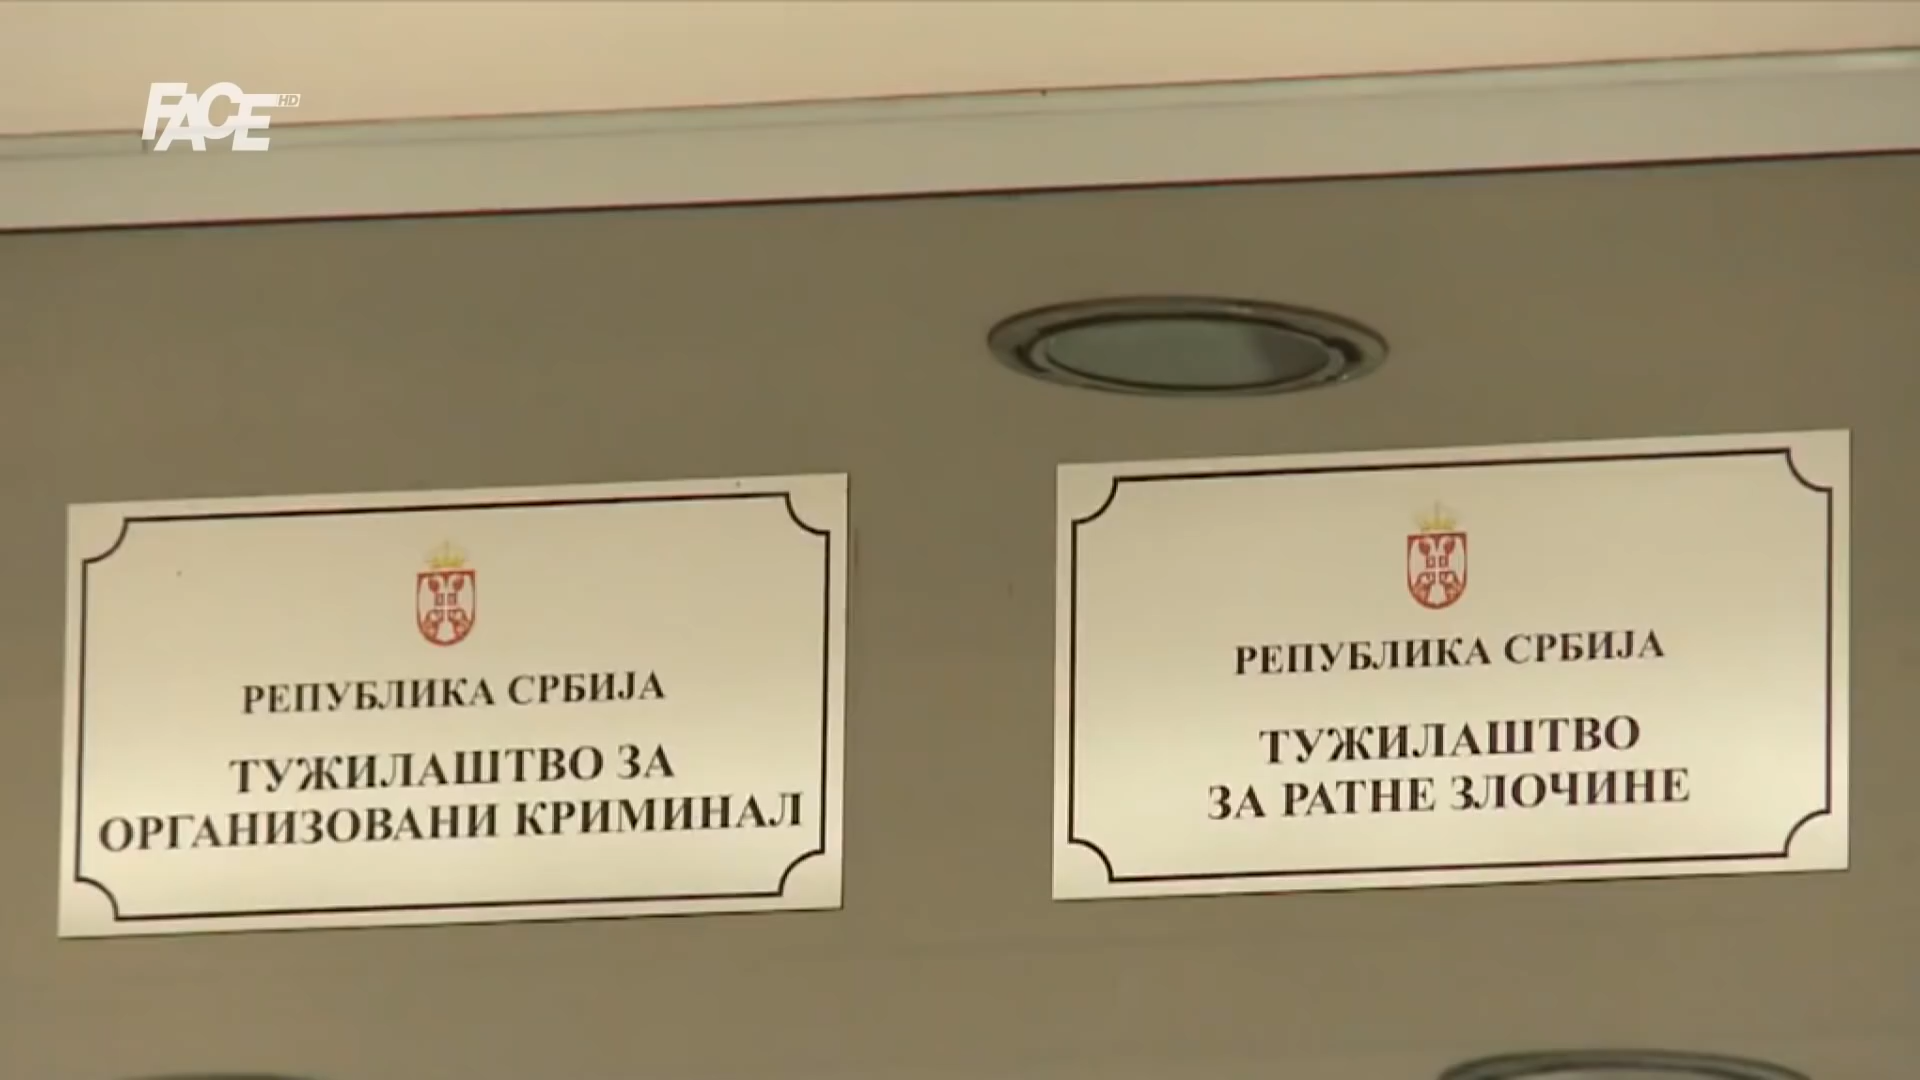 FACE HD
РЕПУБЛИКА СРБИЈА
ТУЖИЛАШТВО ЗА
ОРГАНИЗОВАНИ КРИМИНАЛ
РЕПУБЛИКА СРБИЈА
ТУЖИЛАШТВО
ЗА РАТНЕ ЗЛОЧИНЕ